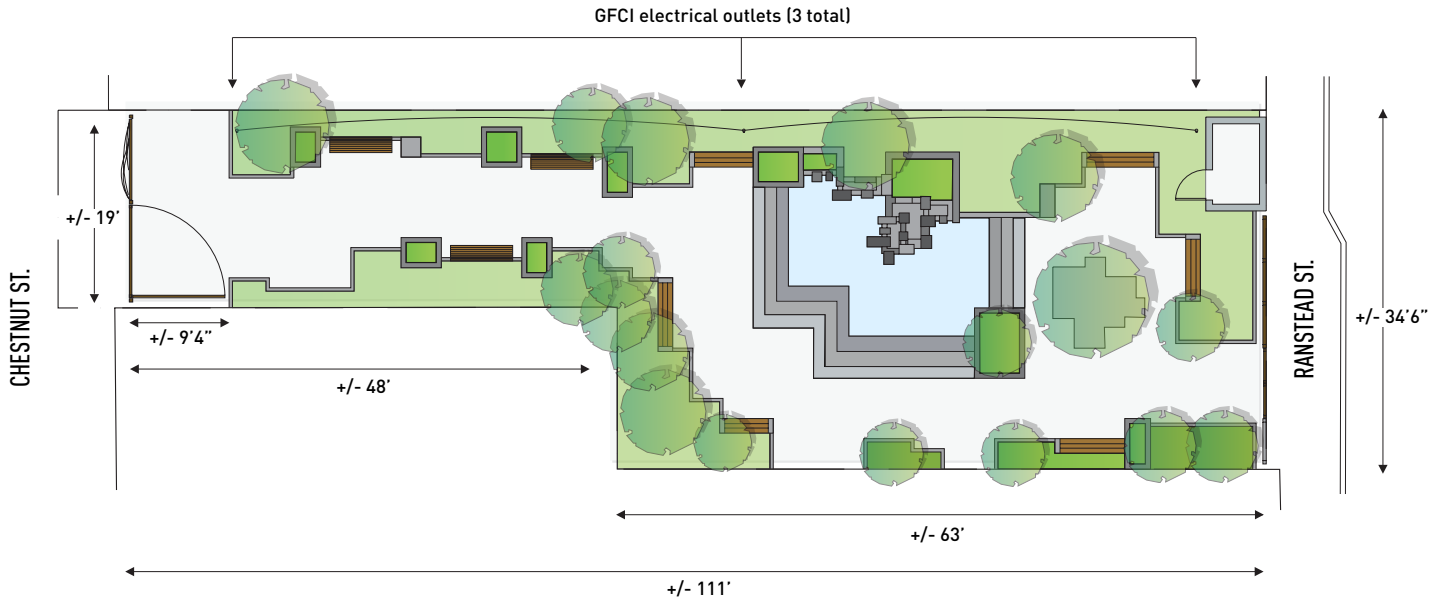 GFCI electrical outlets (3 total)
+/- 19'
CHESTNUT ST.
+/- 9'4"
+/- 48'
RANSTEAD ST.
+/- 34'6"
+/- 63'
+/- 111'